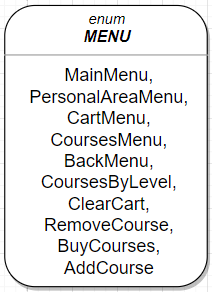 enum
MENU
MainMenu,
PersonalAreaMenu,
CartMenu,
CoursesMenu,
BackMenu,
CoursesByLevel,
ClearCart,
RemoveCourse,
BuyCourses,
AddCourse